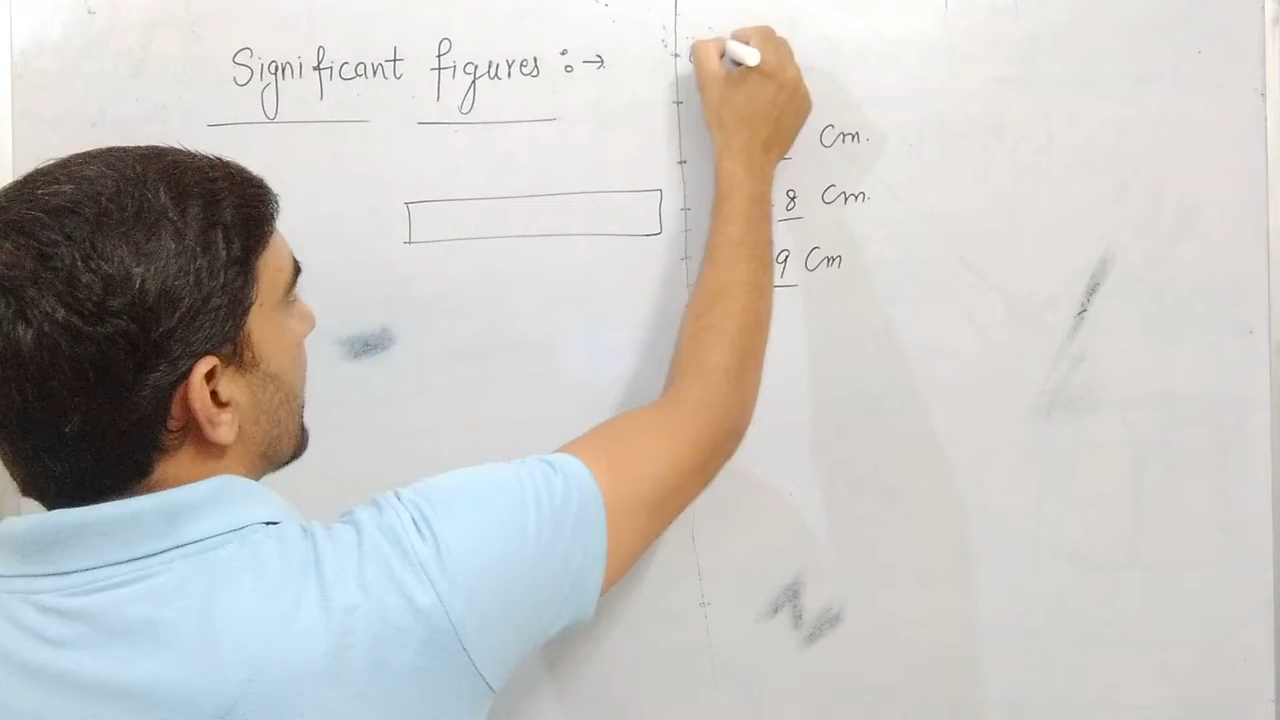 Significant figures :→
Cm.
8 Cm.
9 Cm